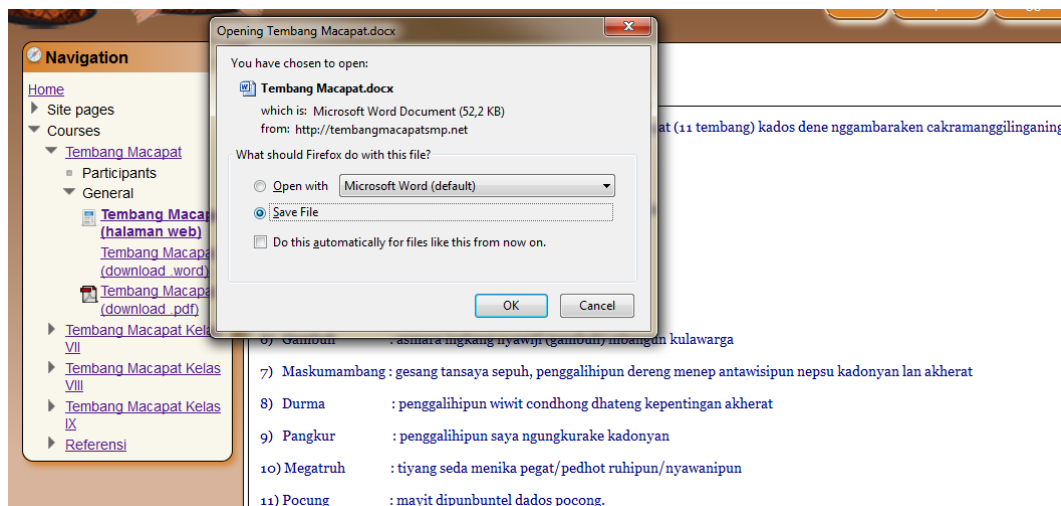 Opening Tembang Macapat.docx
You have chosen to open:
Tembang Macapat.docx
which is: Microsoft Word Document (52,2 KB)
from: http://tembangmacapatsmp.net
What should Firefox do with this file?
Open with Microsoft Word (default)
Save File
Do this automatically for files like this from now on.
OK Cancel
Navigation
Home
Site pages
Courses
Tembang Macapat
Participants
General
Tembang Macap
(halaman web)
Tembang Macapa
(download .word)
Tembang Macapa
(download .pdf)
Tembang Macapat Kela
VII
Tembang Macapat Kelas
VIII
Tembang Macapat Kelas
IX
Referensi
at (11 tembang) kados dene nggambaraken cakramanggilinganing
6) Gambuh : asmara ingkang nyawiji (gambuh) mbangun kulawarga
7) Maskumambang : gesang tansaya sepuh, penggalihipun dereng menep antawisipun nepsu kadonyan lan akherat
8) Durma : penggalihipun wiwit condhong dhateng kepentingan akherat
9) Pangkur : penggalihipun saya ngungkurake kadonyan
10) Megatruh : tiyang seda menika pegat/pedhot ruhipun/nyawanipun
11) Pocung : mayit dipunbuntel dados pocong.